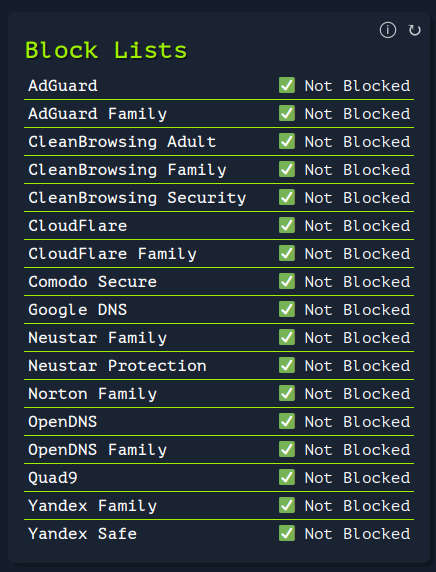 Block Lists
AdGuard ✅ Not Blocked
AdGuard Family ✅ Not Blocked
CleanBrowsing Adult ✅ Not Blocked
CleanBrowsing Family ✅ Not Blocked
CleanBrowsing Security ✅ Not Blocked
CloudFlare ✅ Not Blocked
CloudFlare Family ✅ Not Blocked
Comodo Secure ✅ Not Blocked
Google DNS ✅ Not Blocked
Neustar Family ✅ Not Blocked
Neustar Protection ✅ Not Blocked
Norton Family ✅ Not Blocked
OpenDNS ✅ Not Blocked
OpenDNS Family ✅ Not Blocked
Quad9 ✅ Not Blocked
Yandex Family ✅ Not Blocked
Yandex Safe ✅ Not Blocked